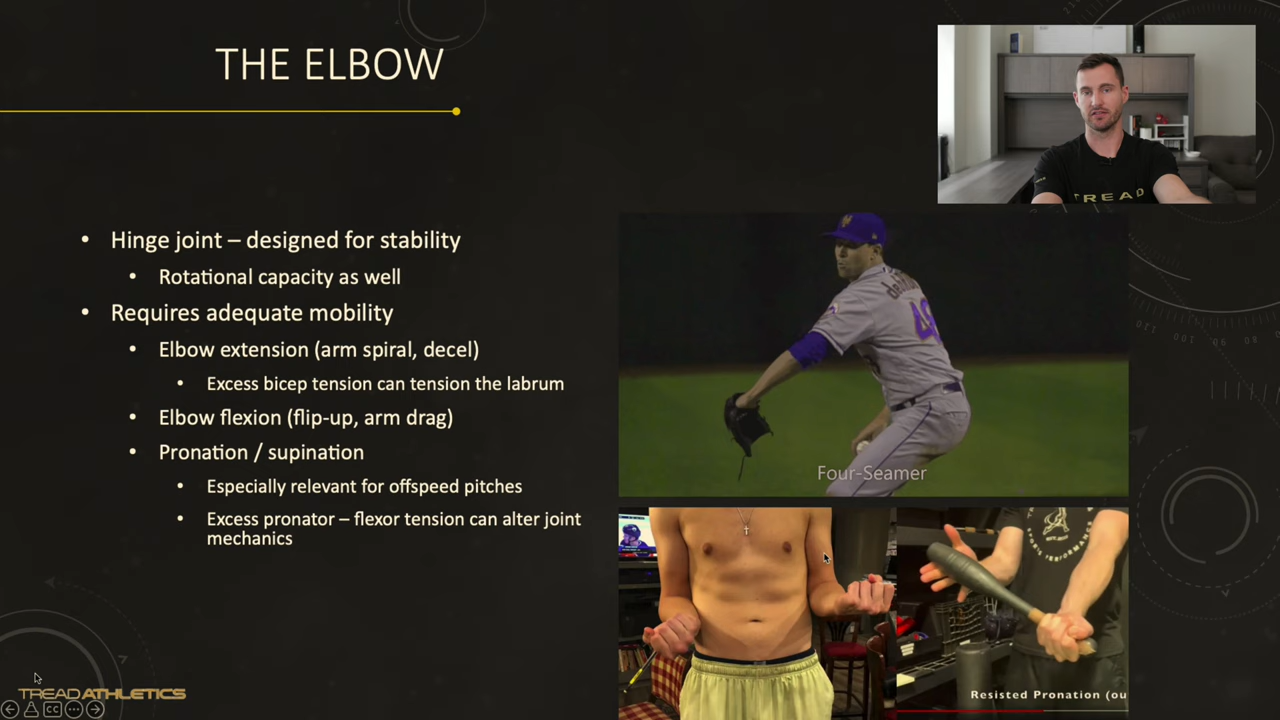 THE ELBOW
TREAD
• Hinge joint – designed for stability
• Rotational capacity as well
• Requires adequate mobility
• Elbow extension (arm spiral, decel)
• Excess bicep tension can tension the labrum
• Elbow flexion (flip-up, arm drag)
• Pronation / supination
• Especially relevant for offspeed pitches
• Excess pronator – flexor tension can alter joint
mechanics
Four-Seamer
Resisted Pronation (ou
TREADATHLETICS
CC